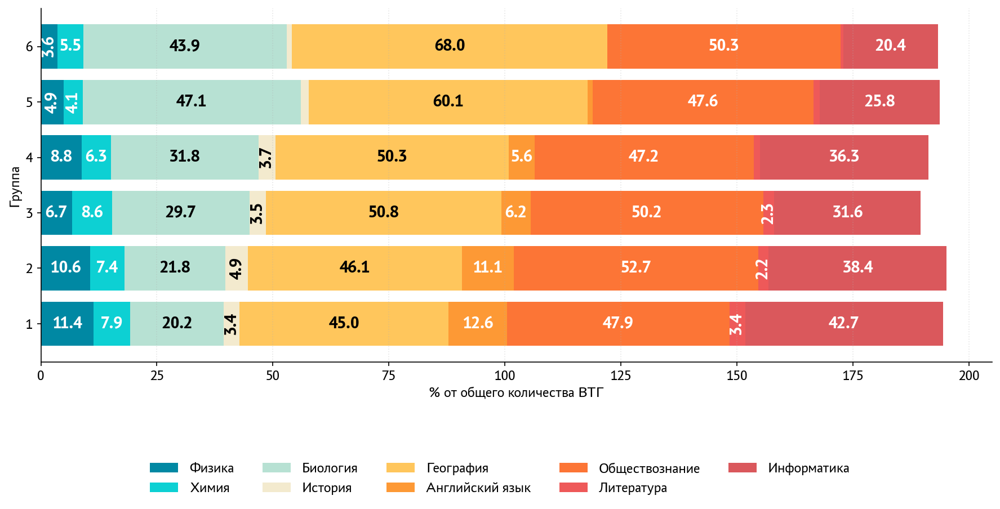 Группа
6 3.6 5.5 43.9 68.0 50.3 20.4
5 4.9 4.1 47.1 60.1 47.6 25.8
4 8.8 6.3 31.8 3.7 50.3 5.6 47.2 36.3
3 6.7 8.6 29.7 3.5 50.8 6.2 50.2 2.3 31.6
2 10.6 7.4 21.8 4.9 46.1 11.1 52.7 2.2 38.4
1 11.4 7.9 20.2 3.4 45.0 12.6 47.9 3.4 42.7
0 25 50 75 100 125 150 175 200
% от общего количества ВТГ
Физика Биология География Обществознание Информатика
Химия История Английский язык Литература